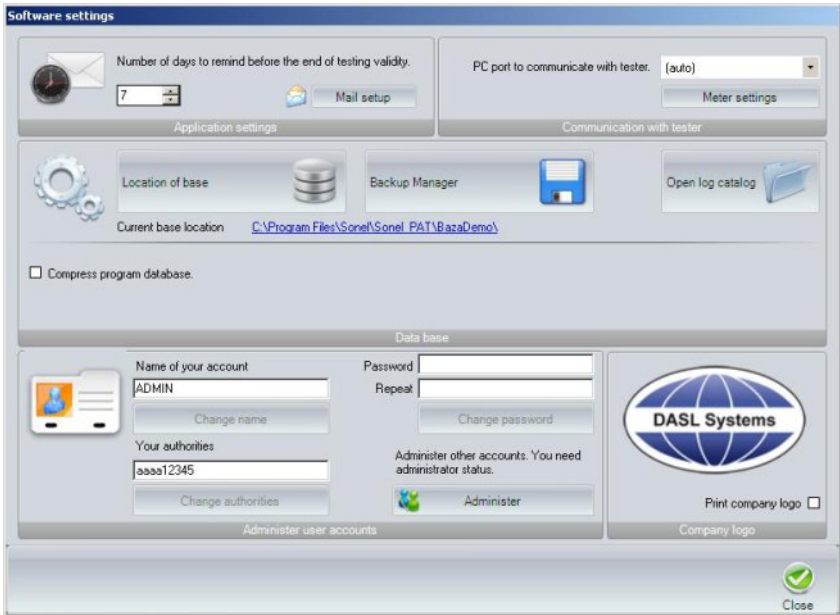 Software settings
Number of days to remind before the end of testing validity.
7
Mail setup
Application settings
PC port to communicate with tester.
(auto)
Meter settings
Communication with tester
Location of base
Backup Manager
Open log catalog
Current base location
C:\Program Files\Sonel\Sonel_PAT\BazaDemo\
Compress program database.
Data base
Name of your account
ADMIN
Change name
Your authorities
aaaa12345
Change authorities
Password
Repeat
Change password
Administer other accounts. You need
administrator status.
Administer
Administer user accounts
DASL Systems
Print company logo
Company logo
Close